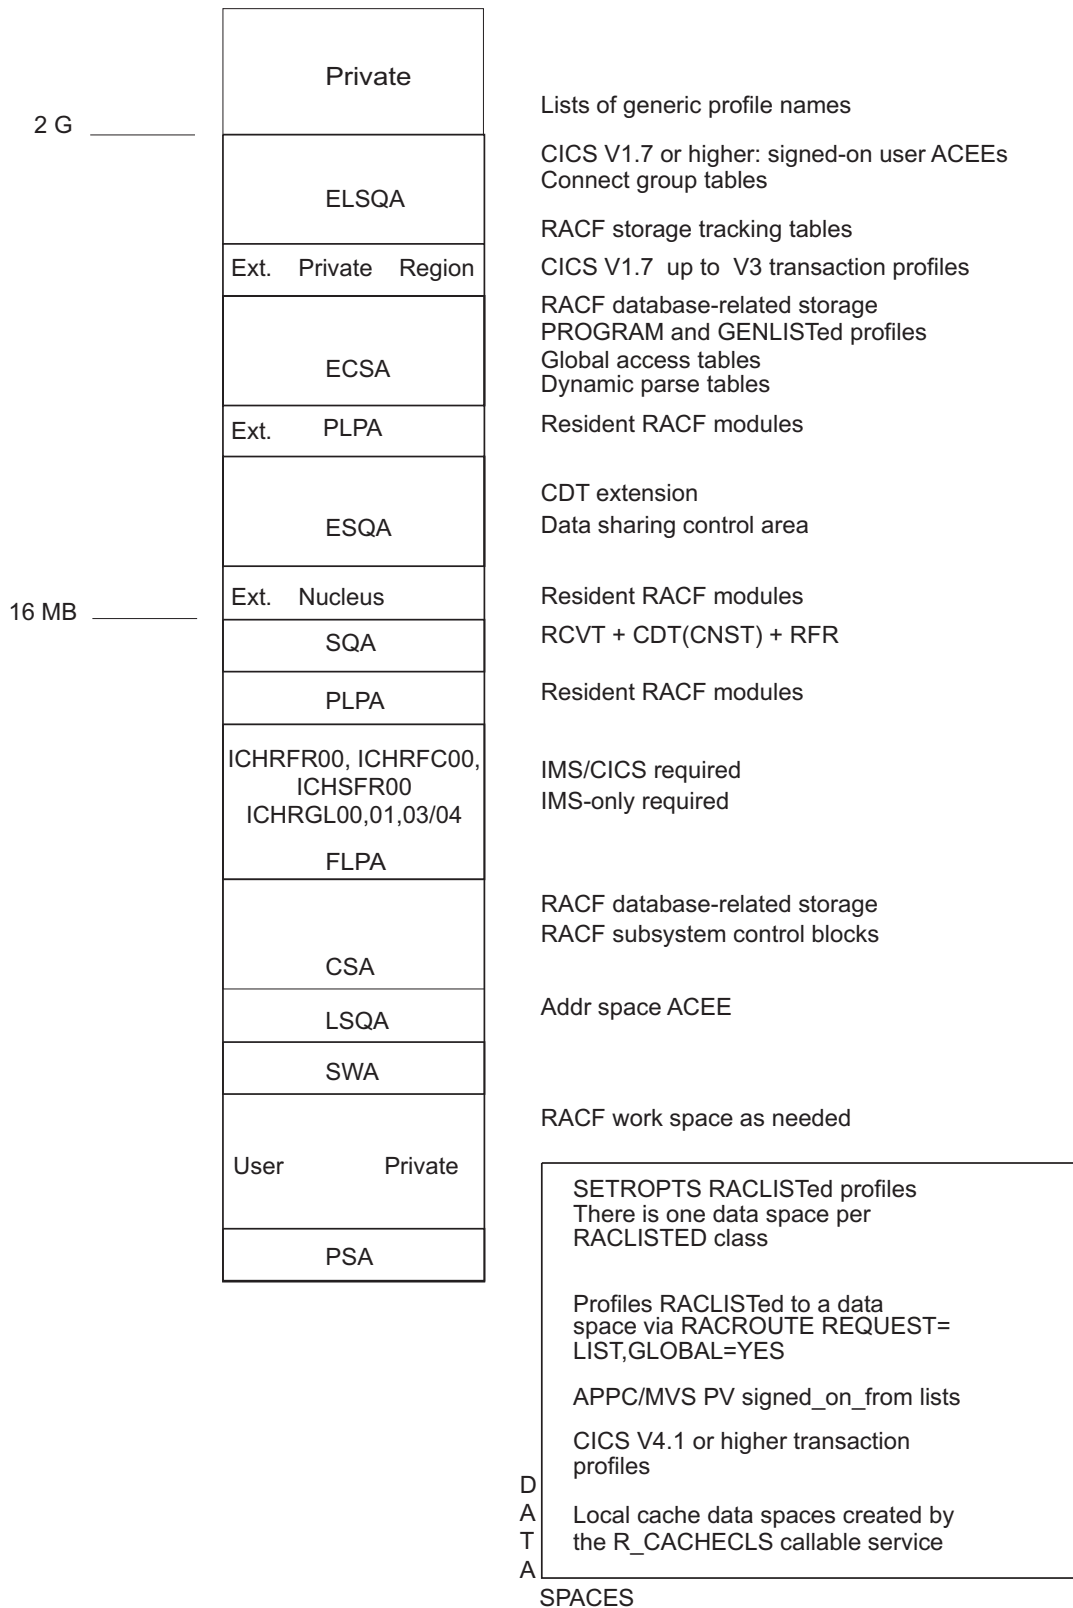 Private
Lists of generic profile names
2 G
CICS V1.7 or higher: signed-on user ACEEs
Connect group tables
ELSQA
RACF storage tracking tables
Ext. Private Region
CICS V1.7 up to V3 transaction profiles
RACF database-related storage
PROGRAM and GENLISTed profiles
Global access tables
ECSA
Dynamic parse tables
Ext. PLPA
Resident RACF modules
CDT extension
ESQA
Data sharing control area
Ext. Nucleus
Resident RACF modules
16 MB
SQA
RCVT + CDT(CNST) + RFR
PLPA
Resident RACF modules
ICHRFR00, ICHRFC00,
ICHSFR00
ICHRGL00,01,03/04
FLPA
IMS/CICS required
IMS-only required
RACF database-related storage
RACF subsystem control blocks
CSA
LSQA
Addr space ACEE
SWA
RACF work space as needed
User Private
PSA
SETROPTS RACLISTed profiles
There is one data space per
RACLISTED class
Profiles RACLISTed to a data
space via RACROUTE REQUEST=
LIST,GLOBAL=YES
APPC/MVS PV signed_on_from lists
CICS V4.1 or higher transaction
profiles
Local cache data spaces created by
the R_CACHECLS callable service
D
A
T
A
SPACES